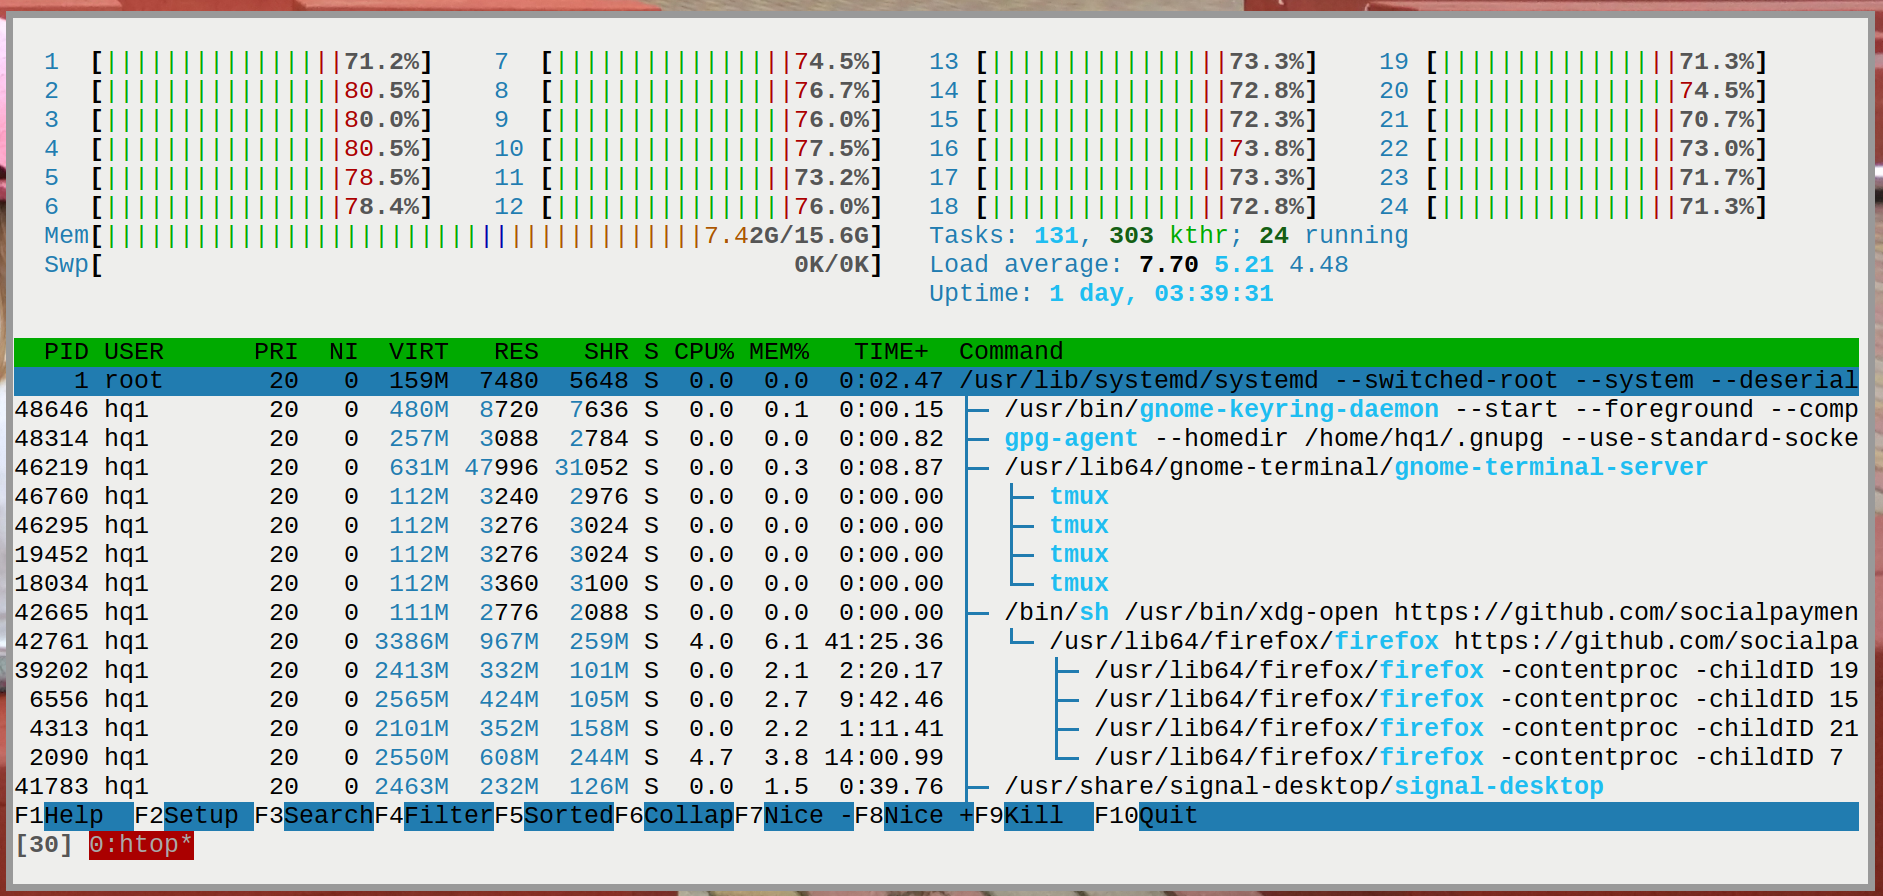 1 [||||||||||||||||71.2%] 7 [||||||||||||||||74.5%] 13 [||||||||||||||||73.3%] 19 [||||||||||||||||71.3%]
2 [||||||||||||||||80.5%] 8 [||||||||||||||||76.7%] 14 [||||||||||||||||72.8%] 20 [||||||||||||||||74.5%]
3 [||||||||||||||||80.0%] 9 [||||||||||||||||76.0%] 15 [||||||||||||||||72.3%] 21 [||||||||||||||||70.7%]
4 [||||||||||||||||80.5%] 10 [||||||||||||||||77.5%] 16 [||||||||||||||||73.8%] 22 [||||||||||||||||73.0%]
5 [||||||||||||||||78.5%] 11 [||||||||||||||||73.2%] 17 [||||||||||||||||73.3%] 23 [||||||||||||||||71.7%]
6 [||||||||||||||||78.4%] 12 [||||||||||||||||76.0%] 18 [||||||||||||||||72.8%] 24 [||||||||||||||||71.3%]
Mem[||||||||||||||||||||||||||||||||||||||||7.42G/15.6G] Tasks: 131, 303 kthr; 24 running
Swp[ 0K/0K] Load average: 7.70 5.21 4.48
Uptime: 1 day, 03:39:31
PID USER PRI NI VIRT RES SHR S CPU% MEM% TIME+ Command
1 root 20 0 159M 7480 5648 S 0.0 0.0 0:02.47 /usr/lib/systemd/systemd --switched-root --system --deserial
48646 hq1 20 0 480M 8720 7636 S 0.0 0.1 0:00.15 ├─ /usr/bin/gnome-keyring-daemon --start --foreground --comp
48314 hq1 20 0 257M 3088 2784 S 0.0 0.0 0:00.82 ├─ gpg-agent --homedir /home/hq1/.gnupg --use-standard-socke
46219 hq1 20 0 631M 47996 31052 S 0.0 0.3 0:08.87 ├─ /usr/lib64/gnome-terminal/gnome-terminal-server
46760 hq1 20 0 112M 3240 2976 S 0.0 0.0 0:00.00 │ ├─ tmux
46295 hq1 20 0 112M 3276 3024 S 0.0 0.0 0:00.00 │ ├─ tmux
19452 hq1 20 0 112M 3276 3024 S 0.0 0.0 0:00.00 │ ├─ tmux
18034 hq1 20 0 112M 3360 3100 S 0.0 0.0 0:00.00 │ └─ tmux
42665 hq1 20 0 111M 2776 2088 S 0.0 0.0 0:00.00 ├─ /bin/sh /usr/bin/xdg-open https://github.com/socialpaymen
42761 hq1 20 0 3386M 967M 259M S 4.0 6.1 41:25.36 │ └─ /usr/lib64/firefox/firefox https://github.com/socialpa
39202 hq1 20 0 2413M 332M 101M S 0.0 2.1 2:20.17 │ ├─ /usr/lib64/firefox/firefox -contentproc -childID 19
6556 hq1 20 0 2565M 424M 105M S 0.0 2.7 9:42.46 │ ├─ /usr/lib64/firefox/firefox -contentproc -childID 15
4313 hq1 20 0 2101M 352M 158M S 0.0 2.2 1:11.41 │ ├─ /usr/lib64/firefox/firefox -contentproc -childID 21
2090 hq1 20 0 2550M 608M 244M S 4.7 3.8 14:00.99 │ └─ /usr/lib64/firefox/firefox -contentproc -childID 7
41783 hq1 20 0 2463M 232M 126M S 0.0 1.5 0:39.76 ├─ /usr/share/signal-desktop/signal-desktop
F1Help F2Setup F3SearchF4FilterF5SortedF6CollapF7Nice -F8Nice +F9Kill F10Quit
[30] 0:htop*